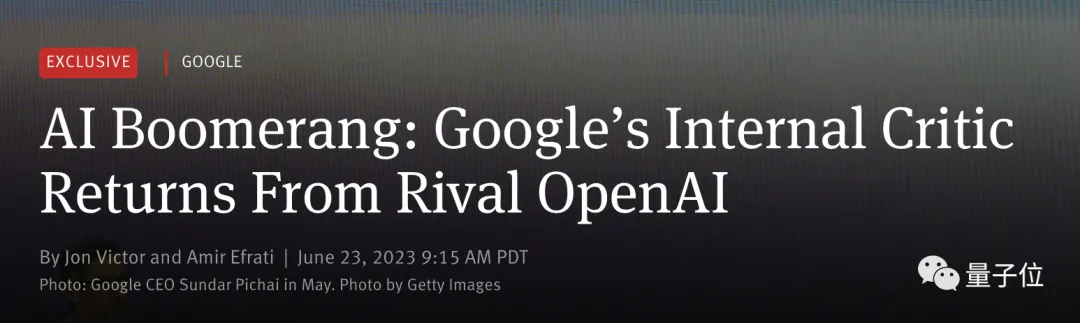 EXCLUSIVE | GOOGLE
AI Boomerang: Google’s Internal Critic
Returns From Rival OpenAI
By Jon Victor and Amir Efrati | June 23, 2023 9:15 AM PDT
Photo: Google CEO Sundar Pichai in May. Photo by Getty Images
量子位